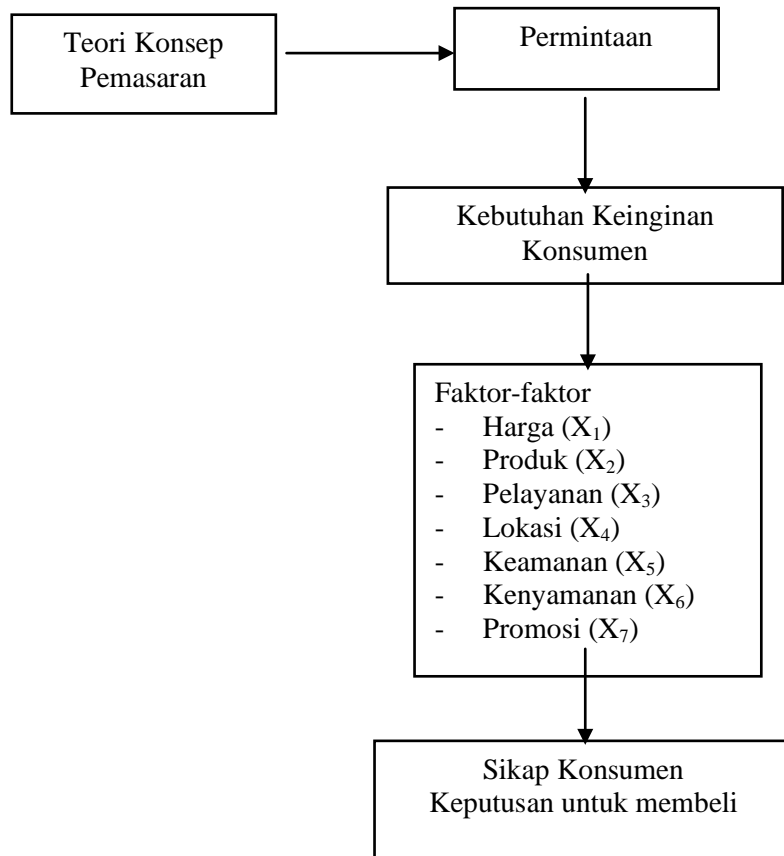 Teori Konsep
Pemasaran
Permintaan
Kebutuhan Keinginan
Konsumen
Faktor-faktor
- Harga (X₁)
- Produk (X₂)
- Pelayanan (X₃)
- Lokasi (X₄)
- Keamanan (X₅)
- Kenyamanan (X₆)
- Promosi (X₇)
Sikap Konsumen
Keputusan untuk membeli